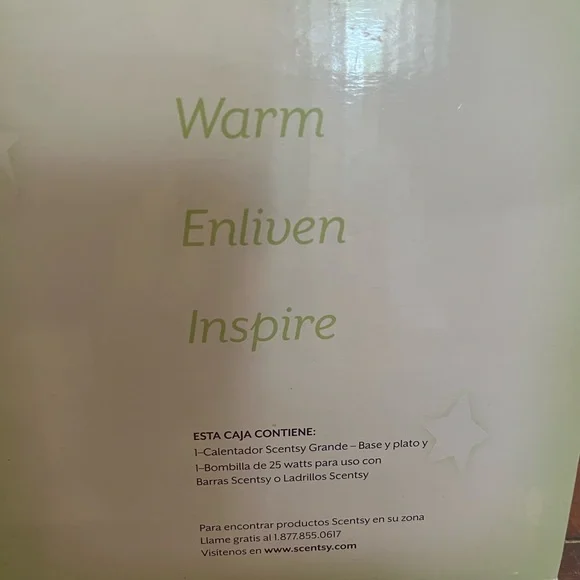 Warm
Enliven
Inspire
ESTA CAJA CONTIENE:
1–Calentador Scentsy Grande – Base y plato y
1–Bombilla de 25 watts para uso con
Barras Scentsy o Ladrillos Scentsy
Para encontrar productos Scentsy en su zona
Llame gratis al 1.877.855.0617
Visitenos en www.scentsy.com